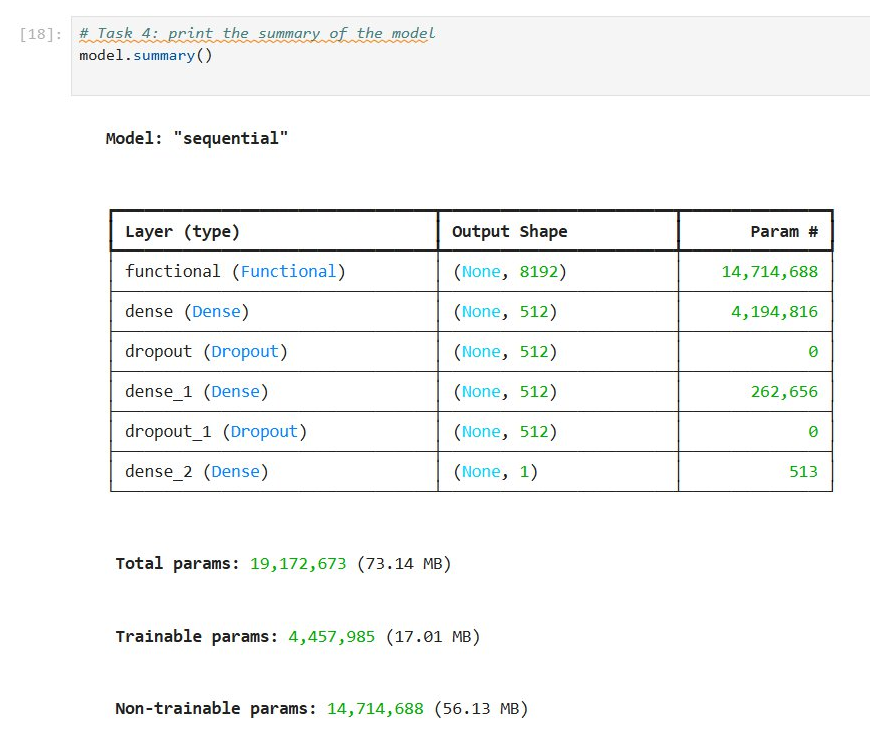 [18]: # Task 4: print the summary of the model
model.summary()
Model: "sequential"
Layer (type) Output Shape Param #
functional (Functional) (None, 8192) 14,714,688
dense (Dense) (None, 512) 4,194,816
dropout (Dropout) (None, 512) 0
dense_1 (Dense) (None, 512) 262,656
dropout_1 (Dropout) (None, 512) 0
dense_2 (Dense) (None, 1) 513
Total params: 19,172,673 (73.14 MB)
Trainable params: 4,457,985 (17.01 MB)
Non-trainable params: 14,714,688 (56.13 MB)